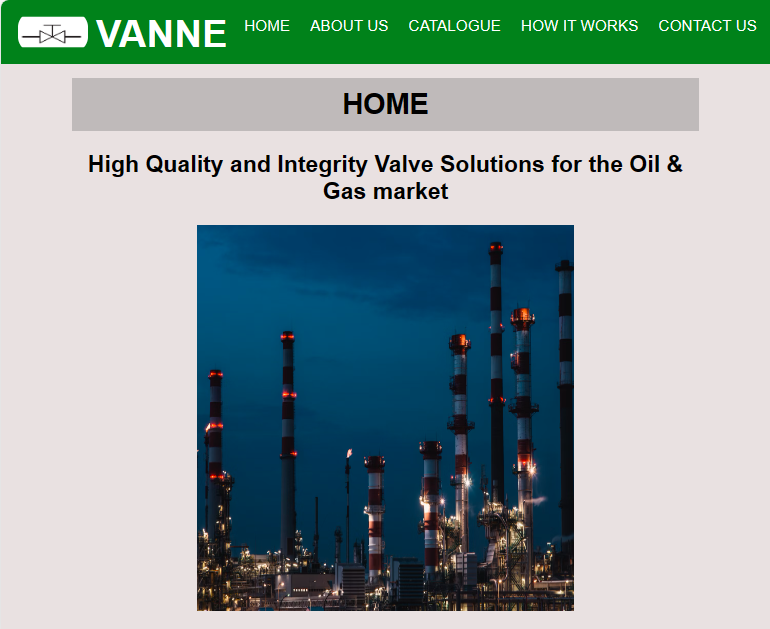 VANNE HOME ABOUT US CATALOGUE HOW IT WORKS CONTACT US
HOME
High Quality and Integrity Valve Solutions for the Oil &
Gas market